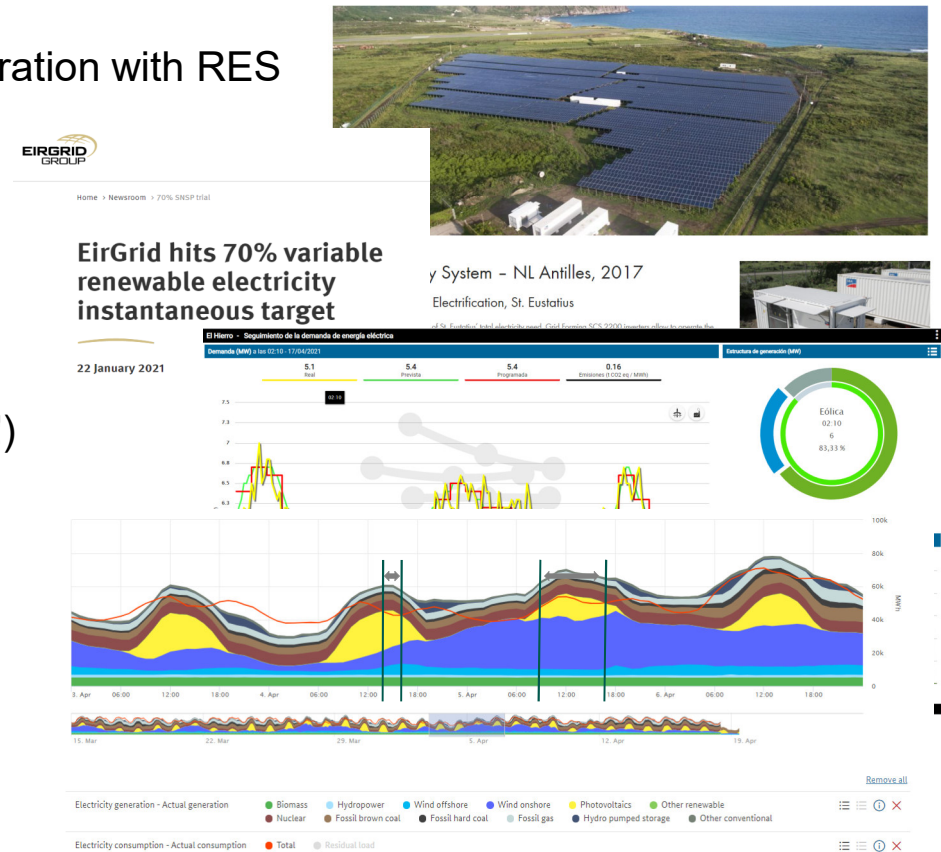 ration with RES
EIRGRID
GROUP
Home > Newsroom > 70% SNSP trial
EirGrid hits 70% variable
renewable electricity
instantaneous target
22 January 2021
y System – NL Antilles, 2017
Electrification, St. Eustatius
of St. Eustatius' total electricity need. Grid Forming SCS 2200 inverters allow to operate the
)
El Hierro - Seguimiento de la demanda de energía eléctrica
Demanda (MW) a las 02:10 - 17/04/2021
Estructura de generación (MW)
5.1 5.4 5.4 0.16
Real Prevista Programada Emisiones (t CO2 eq / MWh)
02:10
7.5
7.3
7
6.8
6.5
6.3
Eólica
02:10
6
83,33 %
100k
80k
60k
40k
20k
0
MWh
3. Apr 06:00 12:00 18:00 4. Apr 06:00 12:00 18:00 5. Apr 06:00 12:00 18:00 6. Apr 06:00 12:00 18:00
15. Mar 22. Mar 29. Mar 5. Apr 12. Apr 19. Apr
Remove all
Electricity generation - Actual generation Biomass Hydropower Wind offshore Wind onshore Photovoltaics Other renewable
Nuclear Fossil brown coal Fossil hard coal Fossil gas Hydro pumped storage Other conventional
Electricity consumption - Actual consumption Total Residual load